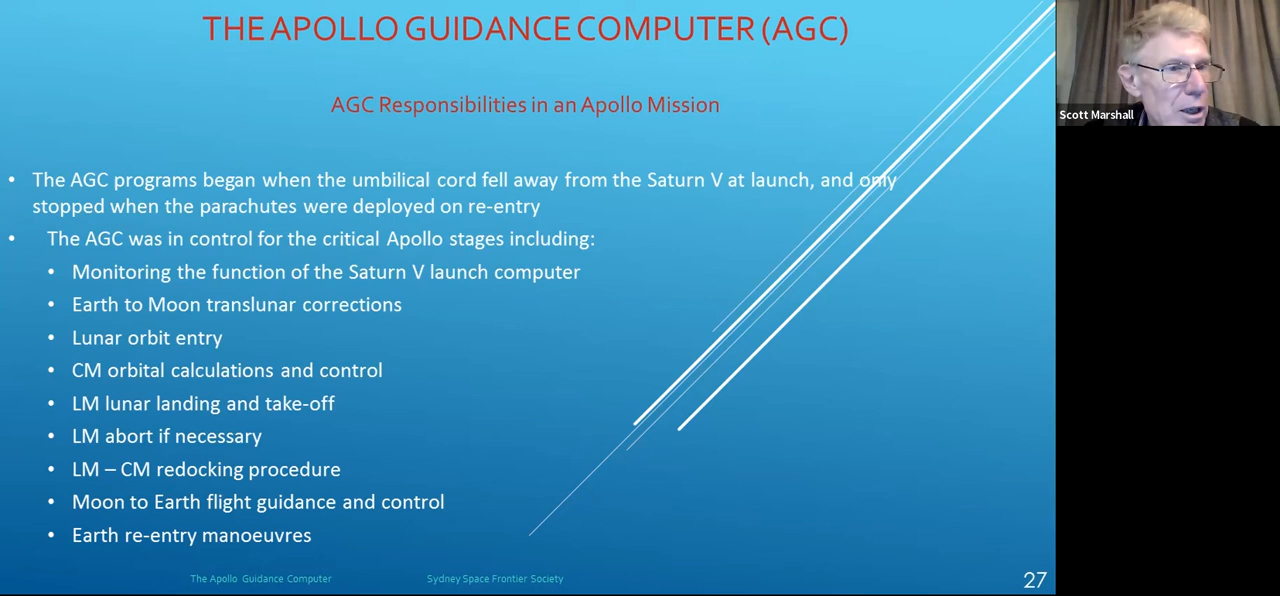 THE APOLLO GUIDANCE COMPUTER (AGC)
AGC Responsibilities in an Apollo Mission
• The AGC programs began when the umbilical cord fell away from the Saturn V at launch, and only
stopped when the parachutes were deployed on re-entry
• The AGC was in control for the critical Apollo stages including:
• Monitoring the function of the Saturn V launch computer
• Earth to Moon translunar corrections
• Lunar orbit entry
• CM orbital calculations and control
• LM lunar landing and take-off
• LM abort if necessary
• LM – CM redocking procedure
• Moon to Earth flight guidance and control
• Earth re-entry manoeuvres
The Apollo Guidance Computer
Sydney Space Frontier Society
27
Scott Marshall